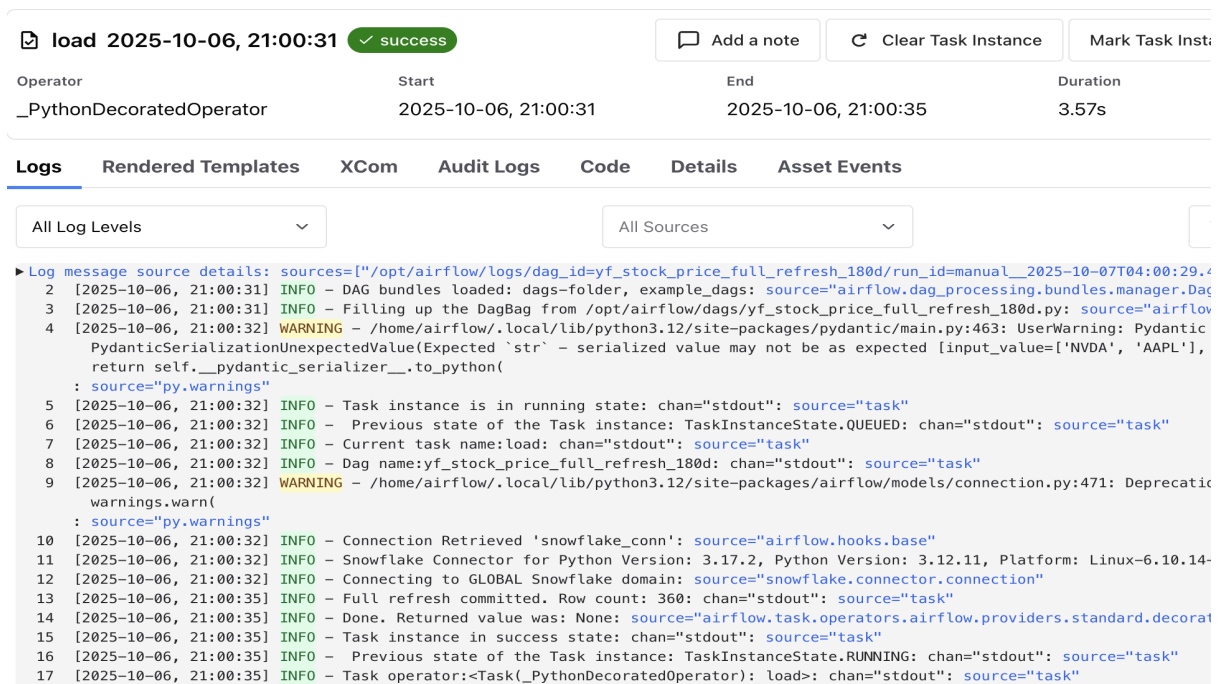 load 2025-10-06, 21:00:31 success Add a note Clear Task Instance Mark Task
Operator Start End Duration
_PythonDecoratedOperator 2025-10-06, 21:00:31 2025-10-06, 21:00:35 3.57s
Logs Rendered Templates XCom Audit Logs Code Details Asset Events
All Log Levels All Sources
Log message source details: sources=["/opt/airflow/logs/dag_id=yf_stock_price_full_refresh_180d/run_id=manual__2025-10-07T04:00:29.4
2 [2025-10-06, 21:00:31] INFO - DAG bundles loaded: dags-folder, example_dags: source="airflow.dag_processing.bundles.manager.Dag
3 [2025-10-06, 21:00:31] INFO - Filling up the DagBag from /opt/airflow/dags/yf_stock_price_full_refresh_180d.py: source="airflow
4 [2025-10-06, 21:00:32] WARNING - /home/airflow/.local/lib/python3.12/site-packages/pydantic/main.py:463: UserWarning: Pydantic
PydanticSerializationUnexpectedValue(Expected `str` - serialized value may not be as expected [input_value=['NVDA', 'AAPL'],
return self.__pydantic_serializer__.to_python(
: source="py.warnings"
5 [2025-10-06, 21:00:32] INFO - Task instance is in running state: chan="stdout": source="task"
6 [2025-10-06, 21:00:32] INFO -  Previous state of the Task instance: TaskInstanceState.QUEUED: chan="stdout": source="task"
7 [2025-10-06, 21:00:32] INFO - Current task name:load: chan="stdout": source="task"
8 [2025-10-06, 21:00:32] INFO - Dag name:yf_stock_price_full_refresh_180d: chan="stdout": source="task"
9 [2025-10-06, 21:00:32] WARNING - /home/airflow/.local/lib/python3.12/site-packages/airflow/models/connection.py:471: Deprecatio
warnings.warn(
: source="py.warnings"
10 [2025-10-06, 21:00:32] INFO - Connection Retrieved 'snowflake_conn': source="airflow.hooks.base"
11 [2025-10-06, 21:00:32] INFO - Snowflake Connector for Python Version: 3.17.2, Python Version: 3.12.11, Platform: Linux-6.10.14-
12 [2025-10-06, 21:00:32] INFO - Connecting to GLOBAL Snowflake domain: source="snowflake.connector.connection"
13 [2025-10-06, 21:00:35] INFO - Full refresh committed. Row count: 360: chan="stdout": source="task"
14 [2025-10-06, 21:00:35] INFO - Done. Returned value was: None: source="airflow.task.operators.airflow.providers.standard.decorat
15 [2025-10-06, 21:00:35] INFO - Task instance in success state: chan="stdout": source="task"
16 [2025-10-06, 21:00:35] INFO -  Previous state of the Task instance: TaskInstanceState.RUNNING: chan="stdout": source="task"
17 [2025-10-06, 21:00:35] INFO - Task operator:<Task(_PythonDecoratedOperator): load>: chan="stdout": source="task"